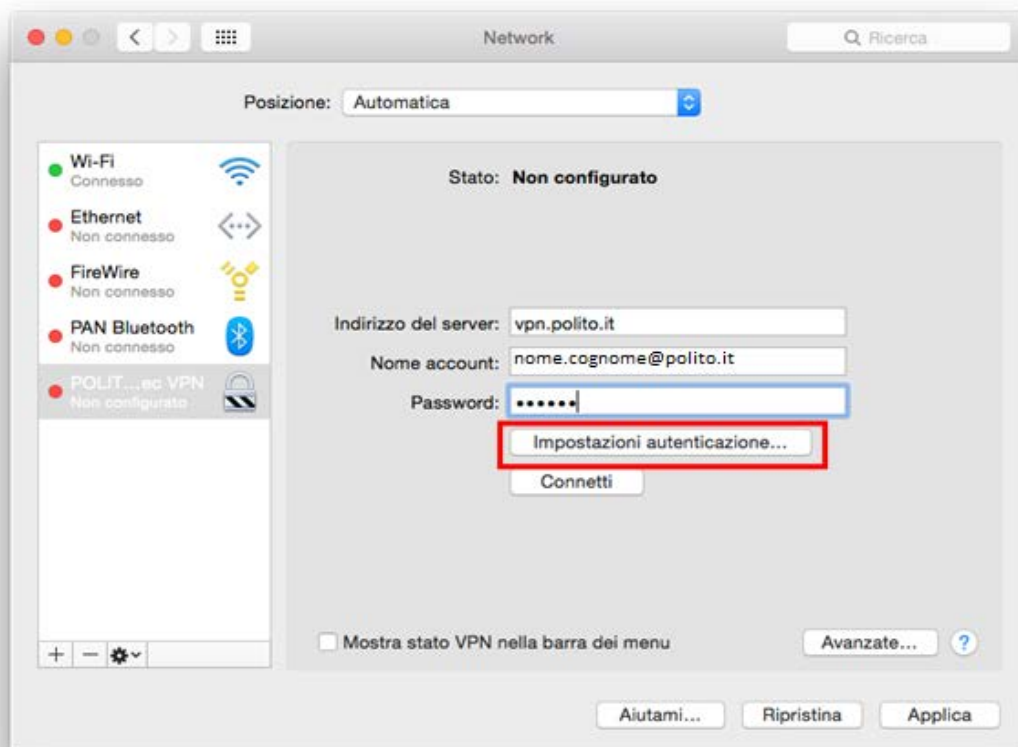 Network
Ricerca
Posizione: Automatica
Wi-Fi
Connesso
Ethernet
Non connesso
FireWire
Non connesso
PAN Bluetooth
Non connesso
POLIT...ec VPN
Non configurato
Stato: Non configurato
Indirizzo del server: vpn.polito.it
Nome account: nome.cognome@polito.it
Password: ••••••
Impostazioni autenticazione...
Connetti
Mostra stato VPN nella barra dei menu
Avanzate... ?
Aiutami... Ripristina Applica